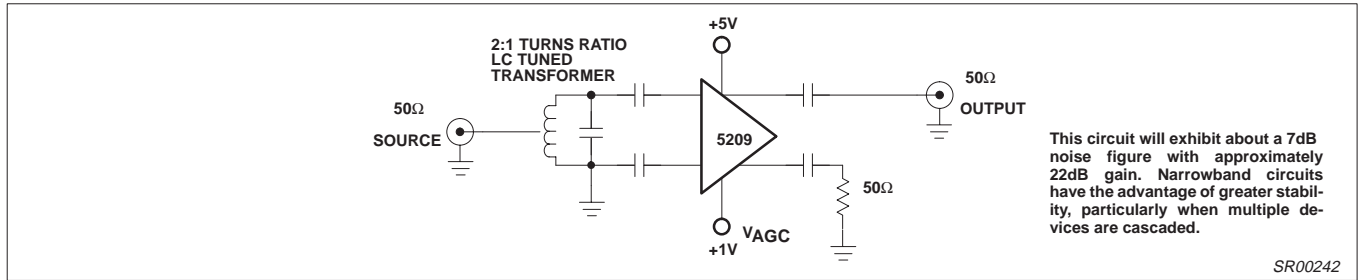 +5V
2:1 TURNS RATIO
LC TUNED
TRANSFORMER
50Ω
SOURCE
5209
50Ω
OUTPUT
50Ω
VAGC
+1V
This circuit will exhibit about a 7dB
noise figure with approximately
22dB gain. Narrowband circuits
have the advantage of greater stabil-
ity, particularly when multiple de-
vices are cascaded.
SR00242